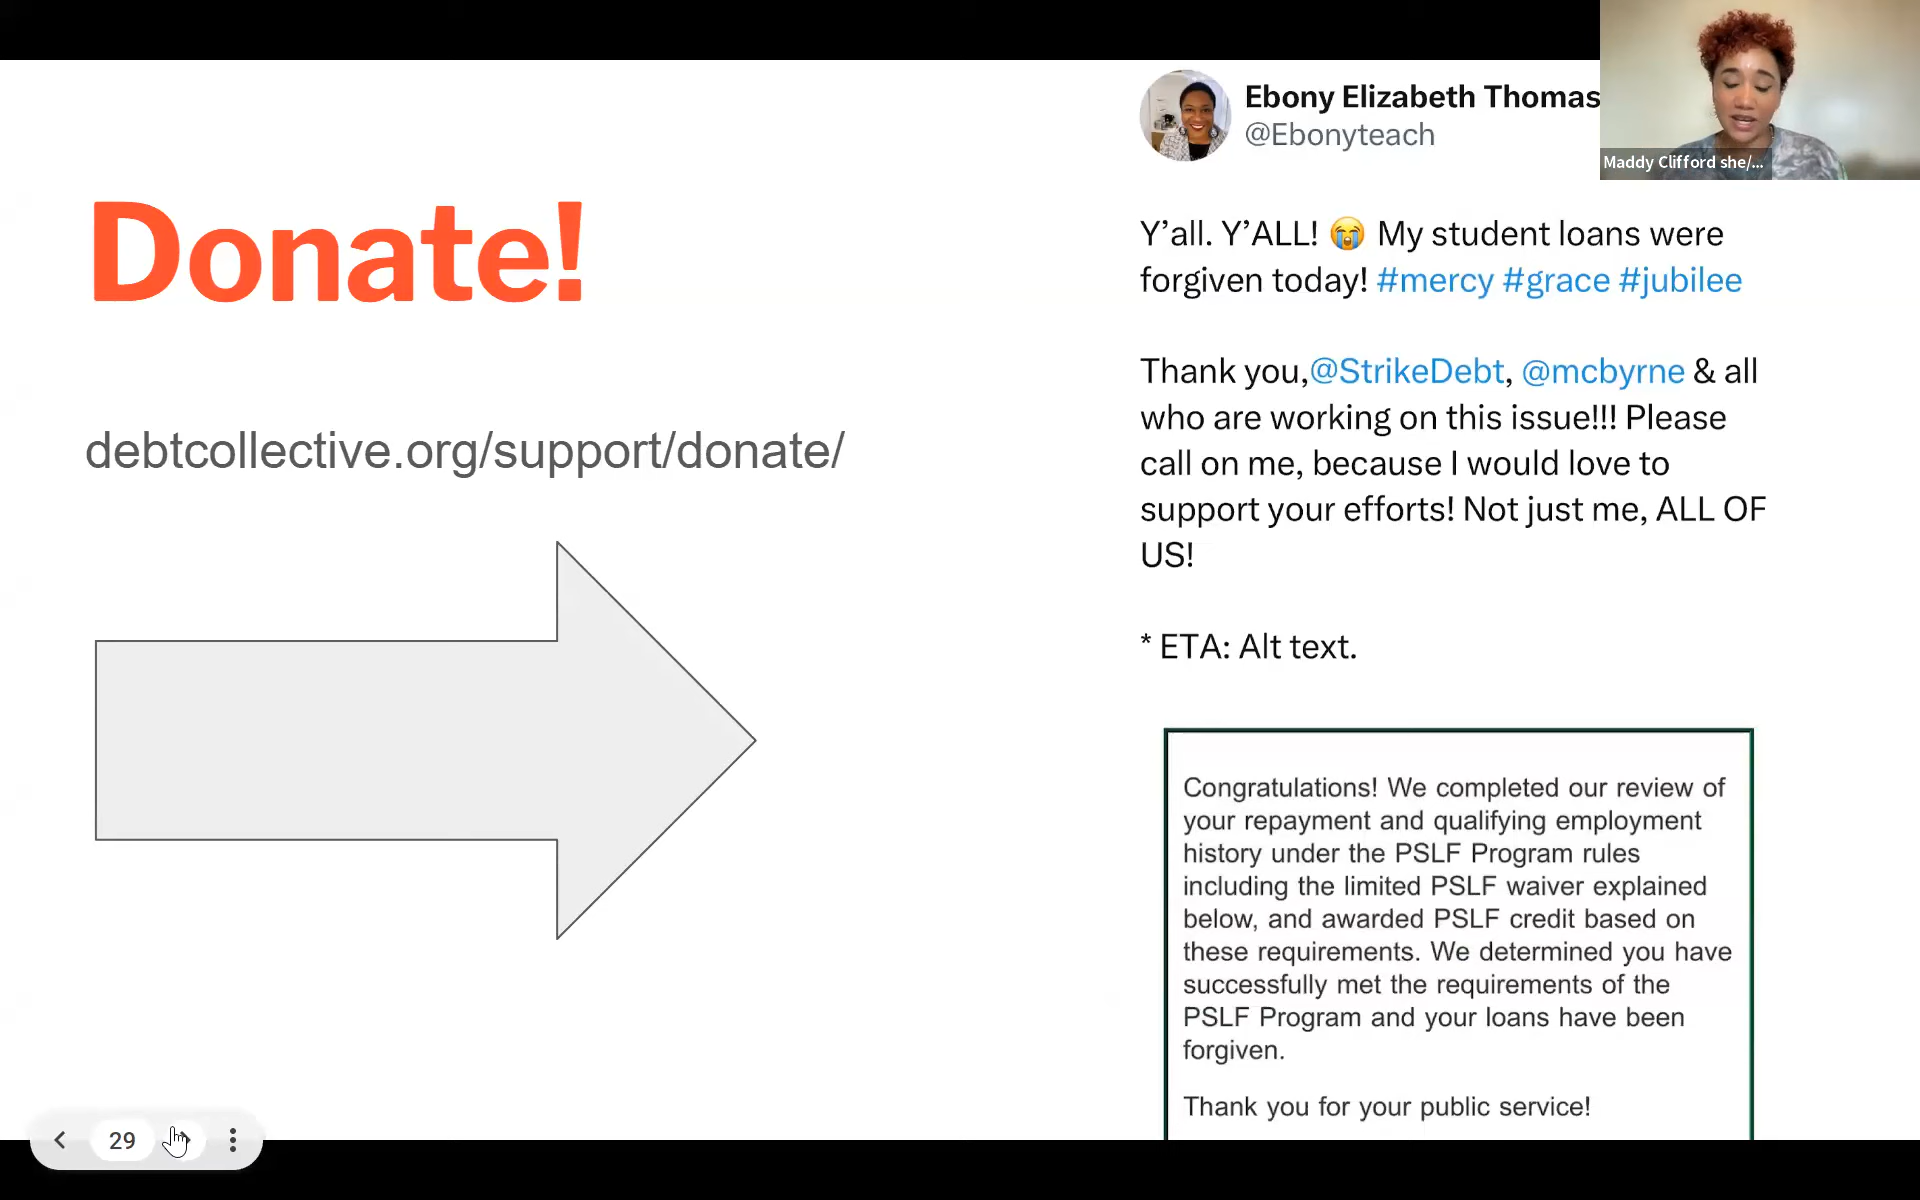 Donate!
debtcollective.org/support/donate/
Ebony Elizabeth Thomas
@Ebonyteach
Maddy Clifford she/...
Y’all. Y’ALL! 😭 My student loans were
forgiven today! #mercy #grace #jubilee
Thank you,@StrikeDebt, @mcbyrne & all
who are working on this issue!!! Please
call on me, because I would love to
support your efforts! Not just me, ALL OF
US!
* ETA: Alt text.
Congratulations! We completed our review of
your repayment and qualifying employment
history under the PSLF Program rules
including the limited PSLF waiver explained
below, and awarded PSLF credit based on
these requirements. We determined you have
successfully met the requirements of the
PSLF Program and your loans have been
forgiven.
Thank you for your public service!
29